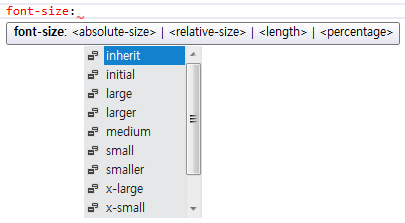 font-size:
font-size: <absolute-size> | <relative-size> | <length> | <percentage>
inherit
initial
large
larger
medium
small
smaller
x-large
x-small